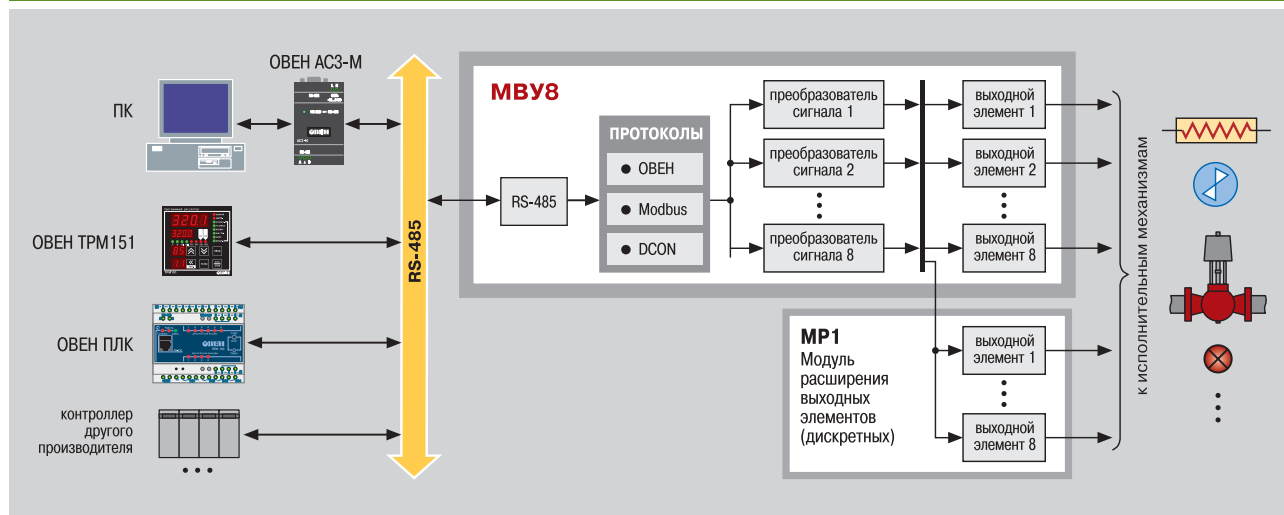 ОВЕН АС3-М
ПК
ОВЕН ТРМ151
ОВЕН ПЛК
контроллер
другого
производителя
RS-485
МВУ8
RS-485
ПРОТОКОЛЫ
● ОВЕН
● Modbus
● DCON
преобразователь
сигнала 1
преобразователь
сигнала 2
преобразователь
сигнала 8
выходной
элемент 1
выходной
элемент 2
выходной
элемент 8
МР1
Модуль
расширения
выходных
элементов
(дискретных)
выходной
элемент 1
выходной
элемент 8
к исполнительным механизмам